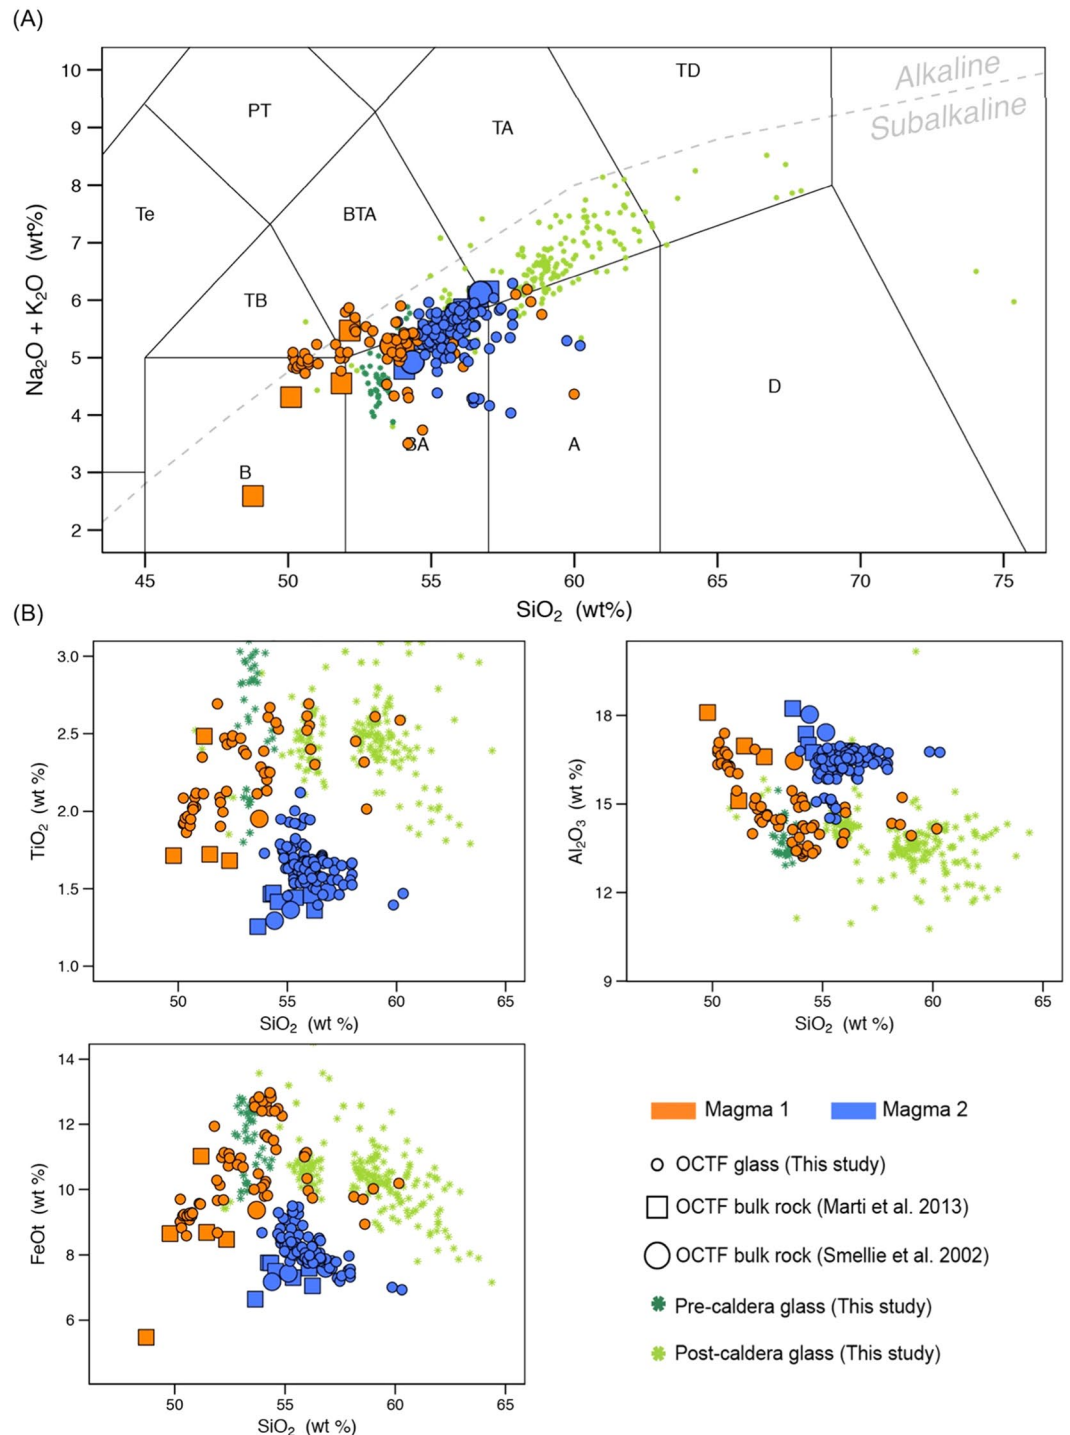 (A)
10
9
8
7
6
5
4
3
2
Na₂O + K₂O (wt%)
PT
TA
TD
Alkaline
Subalkaline
Te
BTA
TB
B
BA
A
D
45
50
55
60
65
70
75
SiO₂ (wt%)
(B)
3.0
2.5
2.0
1.5
1.0
TiO₂ (wt %)
50
55
60
65
SiO₂ (wt %)
18
15
12
9
Al₂O₃ (wt %)
50
55
60
65
SiO₂ (wt %)
14
12
10
8
6
FeOt (wt %)
50
55
60
65
SiO₂ (wt %)
Magma 1
Magma 2
OCTF glass (This study)
OCTF bulk rock (Marti et al. 2013)
OCTF bulk rock (Smellie et al. 2002)
Pre-caldera glass (This study)
Post-caldera glass (This study)